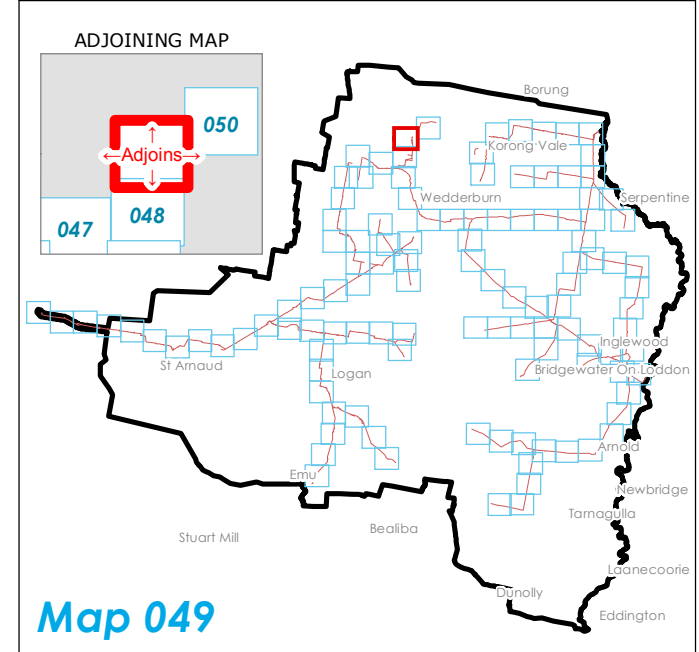 ADJOINING MAP
050
Adjoins
047
048
Borung
Korong Vale
Wedderburn
Serpentine
Inglewood
St Arnaud
Logan
Bridgewater On Loddon
Arnold
Emu
Newbridge
Tarnagulla
Bealiba
Stuart Mill
Laanecoorie
Dunolly
Eddington
Map 049